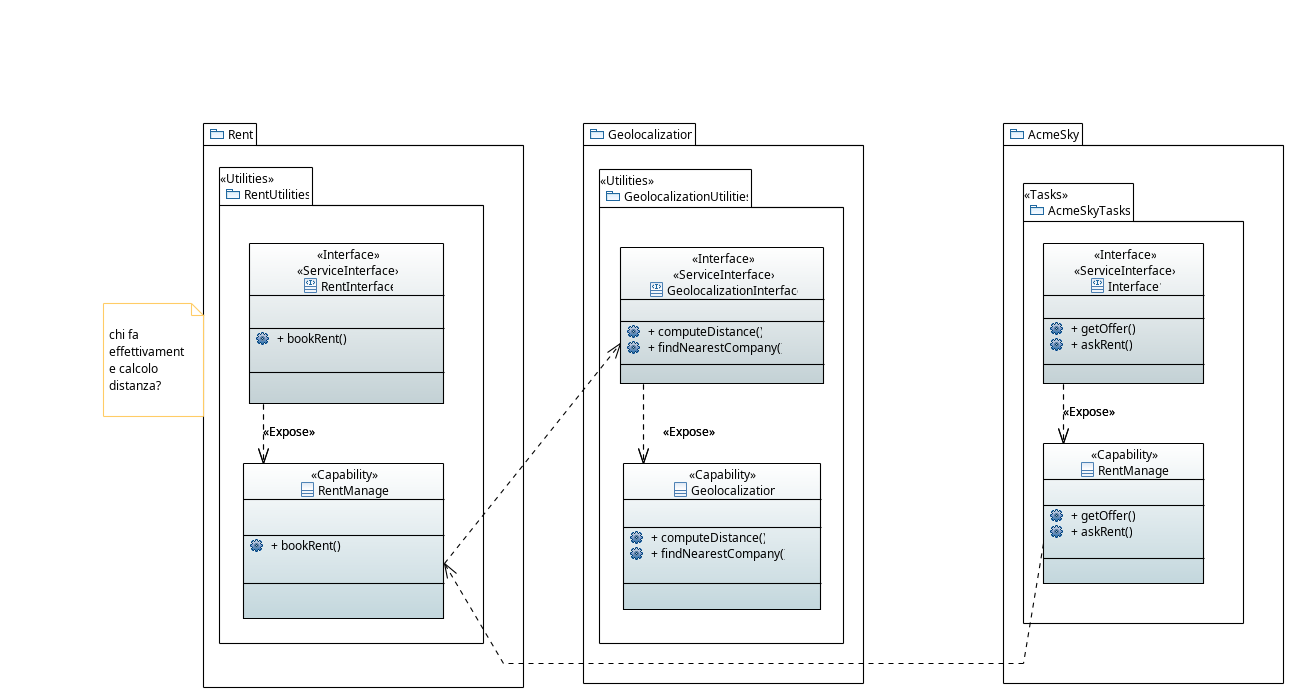 Rent
«Utilities»
RentUtilities
«Interface»
«ServiceInterface»
RentInterface
+ bookRent()
«Expose»
«Capability»
RentManage
+ bookRent()
chi fa
effettivament
e calcolo
distanza?
Geolocalization
«Utilities»
GeolocalizationUtilities
«Interface»
«ServiceInterface»
GeolocalizationInterface
+ computeDistance()
+ findNearestCompany(
«Expose»
«Capability»
Geolocalization
+ computeDistance()
+ findNearestCompany(
AcmeSky
«Tasks»
AcmeSkyTasks
«Interface»
«ServiceInterface»
Interface
+ getOffer()
+ askRent()
«Expose»
«Capability»
RentManage
+ getOffer()
+ askRent()